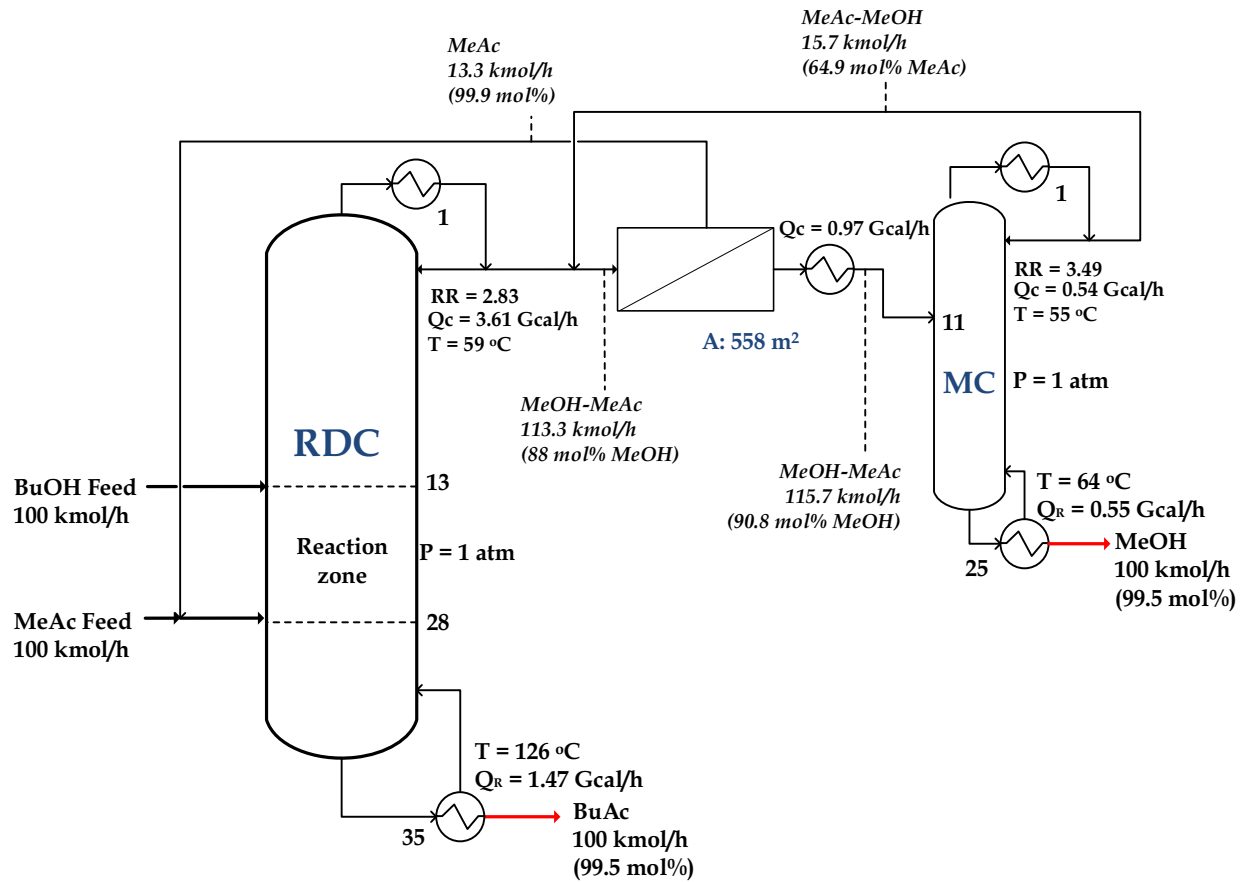 MeAc-MeOH
15.7 kmol/h
(64.9 mol% MeAc)
MeAc
13.3 kmol/h
(99.9 mol%)
1
1
Qc = 0.97 Gcal/h
RR = 2.83
Qc = 3.61 Gcal/h
T = 59 ºC
A: 558 m²
RR = 3.49
Qc = 0.54 Gcal/h
T = 55 ºC
11
MC
P = 1 atm
MeOH-MeAc
113.3 kmol/h
(88 mol% MeOH)
MeOH-MeAc
115.7 kmol/h
(90.8 mol% MeOH)
RDC
BuOH Feed
100 kmol/h
13
Reaction
zone
P = 1 atm
MeAc Feed
100 kmol/h
28
T = 64 ºC
QR = 0.55 Gcal/h
25
MeOH
100 kmol/h
(99.5 mol%)
T = 126 ºC
QR = 1.47 Gcal/h
35
BuAc
100 kmol/h
(99.5 mol%)